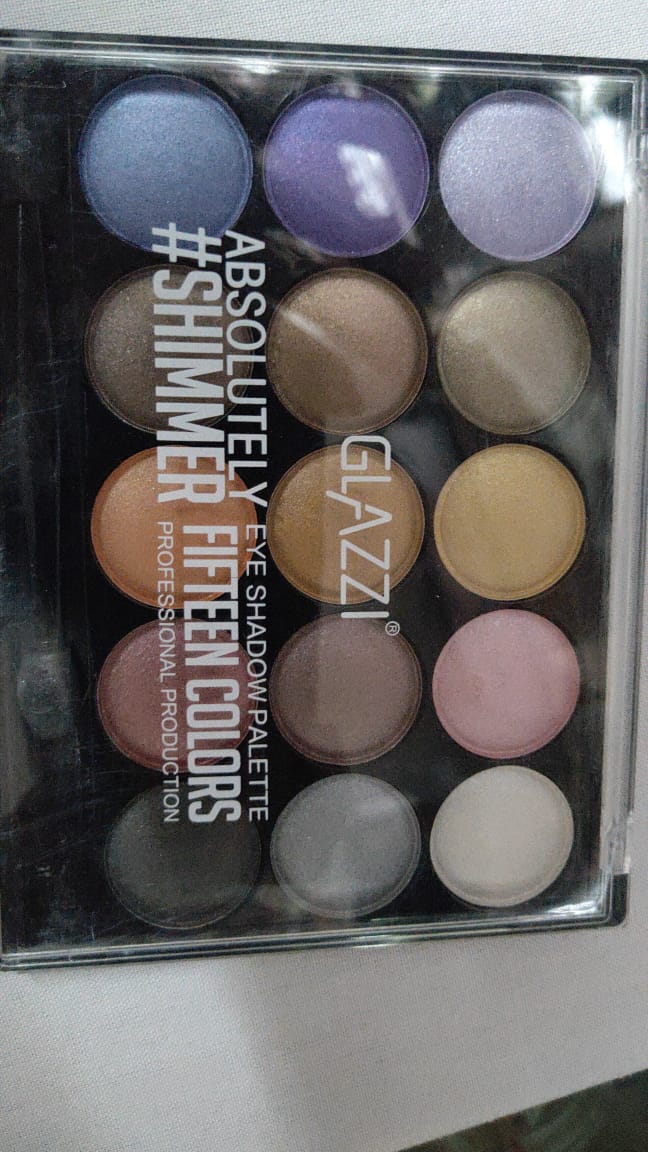 GLAZZI®
ABSOLUTELY EYE SHADOW PALETTE
#SHIMMER FIFTEEN COLORS
PROFESSIONAL PRODUCTION